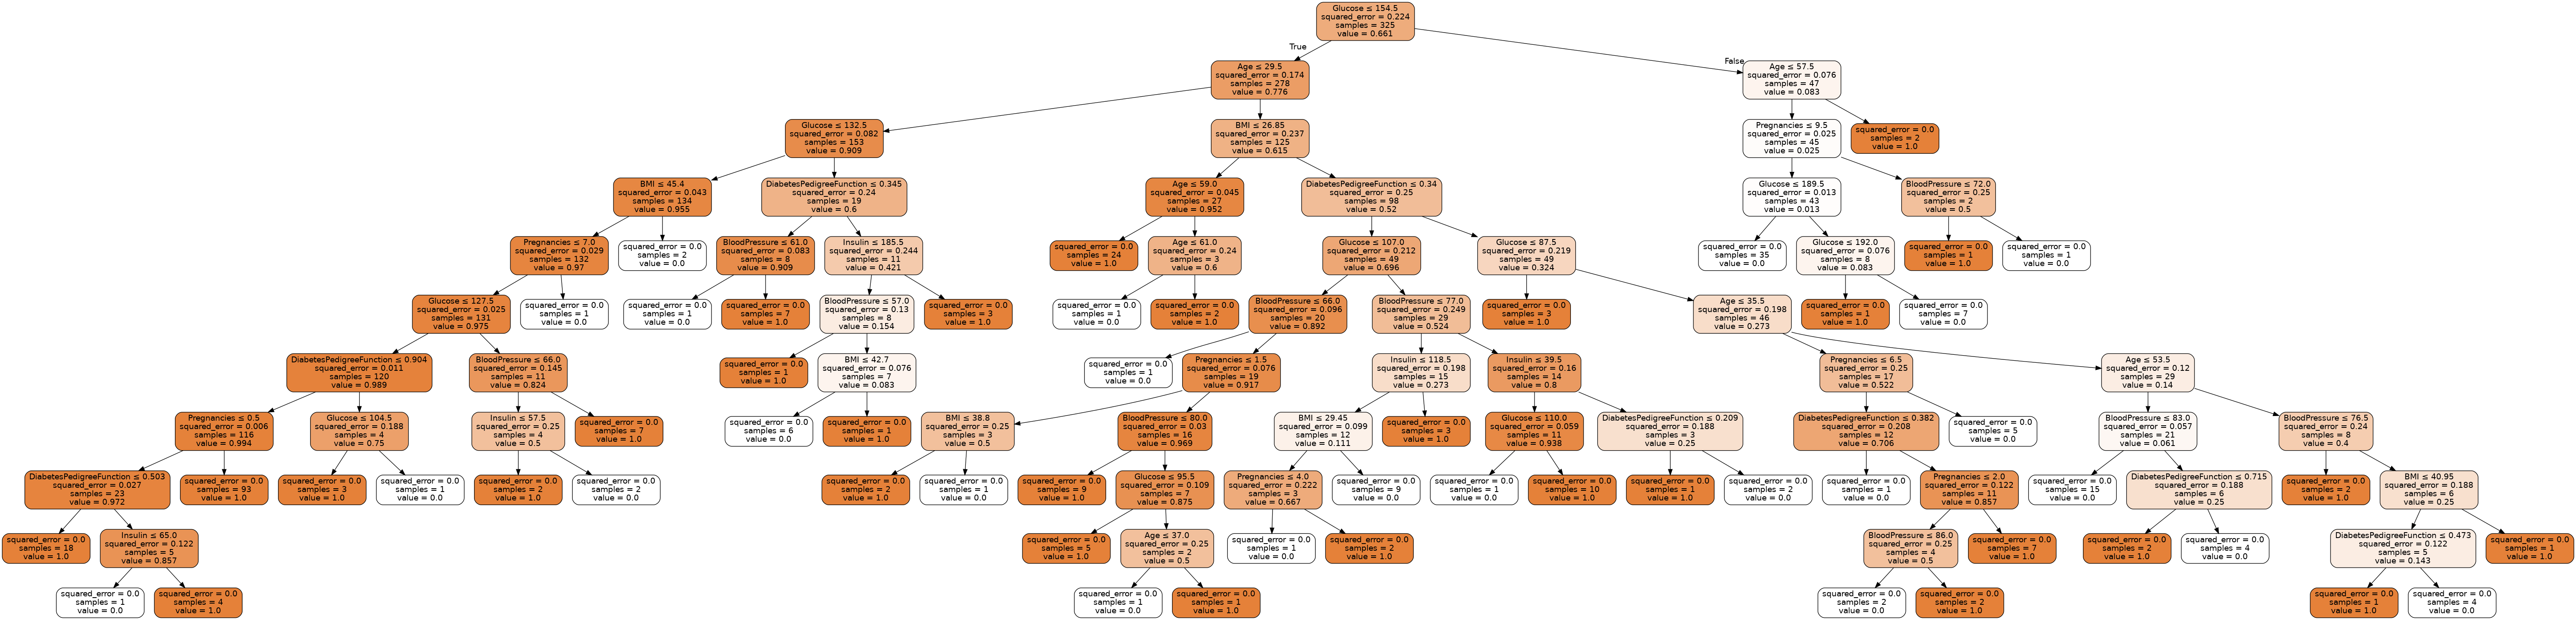 Glucose ≤ 154.5
squared_error = 0.224
samples = 325
value = 0.661
True
False
Age ≤ 29.5
squared_error = 0.174
samples = 278
value = 0.776
Age ≤ 57.5
squared_error = 0.076
samples = 47
value = 0.083
Glucose ≤ 132.5
squared_error = 0.082
samples = 153
value = 0.909
BMI ≤ 26.85
squared_error = 0.237
samples = 125
value = 0.615
Pregnancies ≤ 9.5
squared_error = 0.025
samples = 45
value = 0.025
squared_error = 0.0
samples = 2
value = 1.0
BMI ≤ 45.4
squared_error = 0.043
samples = 134
value = 0.955
DiabetesPedigreeFunction ≤ 0.345
squared_error = 0.24
samples = 19
value = 0.6
Age ≤ 59.0
squared_error = 0.045
samples = 27
value = 0.952
DiabetesPedigreeFunction ≤ 0.34
squared_error = 0.25
samples = 98
value = 0.52
Glucose ≤ 189.5
squared_error = 0.013
samples = 43
value = 0.013
BloodPressure ≤ 72.0
squared_error = 0.25
samples = 2
value = 0.5
Pregnancies ≤ 7.0
squared_error = 0.029
samples = 132
value = 0.97
squared_error = 0.0
samples = 2
value = 0.0
BloodPressure ≤ 61.0
squared_error = 0.083
samples = 8
value = 0.909
Insulin ≤ 185.5
squared_error = 0.244
samples = 11
value = 0.421
squared_error = 0.0
samples = 24
value = 1.0
Age ≤ 61.0
squared_error = 0.24
samples = 3
value = 0.6
Glucose ≤ 107.0
squared_error = 0.212
samples = 49
value = 0.696
Glucose ≤ 87.5
squared_error = 0.219
samples = 49
value = 0.324
squared_error = 0.0
samples = 35
value = 0.0
Glucose ≤ 192.0
squared_error = 0.076
samples = 8
value = 0.083
squared_error = 0.0
samples = 1
value = 1.0
squared_error = 0.0
samples = 1
value = 0.0
Glucose ≤ 127.5
squared_error = 0.025
samples = 131
value = 0.975
squared_error = 0.0
samples = 1
value = 0.0
squared_error = 0.0
samples = 1
value = 0.0
squared_error = 0.0
samples = 7
value = 1.0
BloodPressure ≤ 57.0
squared_error = 0.13
samples = 8
value = 0.154
squared_error = 0.0
samples = 3
value = 1.0
squared_error = 0.0
samples = 1
value = 0.0
squared_error = 0.0
samples = 2
value = 1.0
BloodPressure ≤ 66.0
squared_error = 0.096
samples = 20
value = 0.892
BloodPressure ≤ 77.0
squared_error = 0.249
samples = 29
value = 0.524
squared_error = 0.0
samples = 3
value = 1.0
Age ≤ 35.5
squared_error = 0.198
samples = 46
value = 0.273
squared_error = 0.0
samples = 1
value = 1.0
squared_error = 0.0
samples = 7
value = 0.0
DiabetesPedigreeFunction ≤ 0.904
squared_error = 0.011
samples = 120
value = 0.989
BloodPressure ≤ 66.0
squared_error = 0.145
samples = 11
value = 0.824
squared_error = 0.0
samples = 1
value = 1.0
BMI ≤ 42.7
squared_error = 0.076
samples = 7
value = 0.083
squared_error = 0.0
samples = 1
value = 0.0
Pregnancies ≤ 1.5
squared_error = 0.076
samples = 19
value = 0.917
Insulin ≤ 118.5
squared_error = 0.198
samples = 15
value = 0.273
Insulin ≤ 39.5
squared_error = 0.16
samples = 14
value = 0.8
Pregnancies ≤ 6.5
squared_error = 0.25
samples = 17
value = 0.522
Age ≤ 53.5
squared_error = 0.12
samples = 29
value = 0.14
Pregnancies ≤ 0.5
squared_error = 0.006
samples = 116
value = 0.994
Glucose ≤ 104.5
squared_error = 0.188
samples = 4
value = 0.75
Insulin ≤ 57.5
squared_error = 0.25
samples = 4
value = 0.5
squared_error = 0.0
samples = 7
value = 1.0
squared_error = 0.0
samples = 6
value = 0.0
squared_error = 0.0
samples = 1
value = 1.0
BMI ≤ 38.8
squared_error = 0.25
samples = 3
value = 0.5
BloodPressure ≤ 80.0
squared_error = 0.03
samples = 16
value = 0.969
BMI ≤ 29.45
squared_error = 0.099
samples = 12
value = 0.111
squared_error = 0.0
samples = 3
value = 1.0
Glucose ≤ 110.0
squared_error = 0.059
samples = 11
value = 0.938
DiabetesPedigreeFunction ≤ 0.209
squared_error = 0.188
samples = 3
value = 0.25
DiabetesPedigreeFunction ≤ 0.382
squared_error = 0.208
samples = 12
value = 0.706
squared_error = 0.0
samples = 5
value = 0.0
BloodPressure ≤ 83.0
squared_error = 0.057
samples = 21
value = 0.061
BloodPressure ≤ 76.5
squared_error = 0.24
samples = 8
value = 0.4
DiabetesPedigreeFunction ≤ 0.503
squared_error = 0.027
samples = 23
value = 0.972
squared_error = 0.0
samples = 93
value = 1.0
squared_error = 0.0
samples = 3
value = 1.0
squared_error = 0.0
samples = 1
value = 0.0
squared_error = 0.0
samples = 2
value = 1.0
squared_error = 0.0
samples = 2
value = 0.0
squared_error = 0.0
samples = 2
value = 1.0
squared_error = 0.0
samples = 1
value = 0.0
squared_error = 0.0
samples = 9
value = 1.0
Glucose ≤ 95.5
squared_error = 0.109
samples = 7
value = 0.875
Pregnancies ≤ 4.0
squared_error = 0.222
samples = 3
value = 0.667
squared_error = 0.0
samples = 9
value = 0.0
squared_error = 0.0
samples = 1
value = 0.0
squared_error = 0.0
samples = 10
value = 1.0
squared_error = 0.0
samples = 1
value = 1.0
squared_error = 0.0
samples = 2
value = 0.0
squared_error = 0.0
samples = 1
value = 0.0
Pregnancies ≤ 2.0
squared_error = 0.122
samples = 11
value = 0.857
squared_error = 0.0
samples = 15
value = 0.0
DiabetesPedigreeFunction ≤ 0.715
squared_error = 0.188
samples = 6
value = 0.25
squared_error = 0.0
samples = 2
value = 1.0
BMI ≤ 40.95
squared_error = 0.188
samples = 6
value = 0.25
squared_error = 0.0
samples = 18
value = 1.0
Insulin ≤ 65.0
squared_error = 0.122
samples = 5
value = 0.857
squared_error = 0.0
samples = 5
value = 1.0
Age ≤ 37.0
squared_error = 0.25
samples = 2
value = 0.5
squared_error = 0.0
samples = 1
value = 0.0
squared_error = 0.0
samples = 2
value = 1.0
BloodPressure ≤ 86.0
squared_error = 0.25
samples = 4
value = 0.5
squared_error = 0.0
samples = 7
value = 1.0
squared_error = 0.0
samples = 2
value = 1.0
squared_error = 0.0
samples = 4
value = 0.0
DiabetesPedigreeFunction ≤ 0.473
squared_error = 0.122
samples = 5
value = 0.143
squared_error = 0.0
samples = 1
value = 1.0
squared_error = 0.0
samples = 1
value = 0.0
squared_error = 0.0
samples = 4
value = 1.0
squared_error = 0.0
samples = 1
value = 0.0
squared_error = 0.0
samples = 1
value = 1.0
squared_error = 0.0
samples = 2
value = 0.0
squared_error = 0.0
samples = 2
value = 1.0
squared_error = 0.0
samples = 1
value = 1.0
squared_error = 0.0
samples = 4
value = 0.0